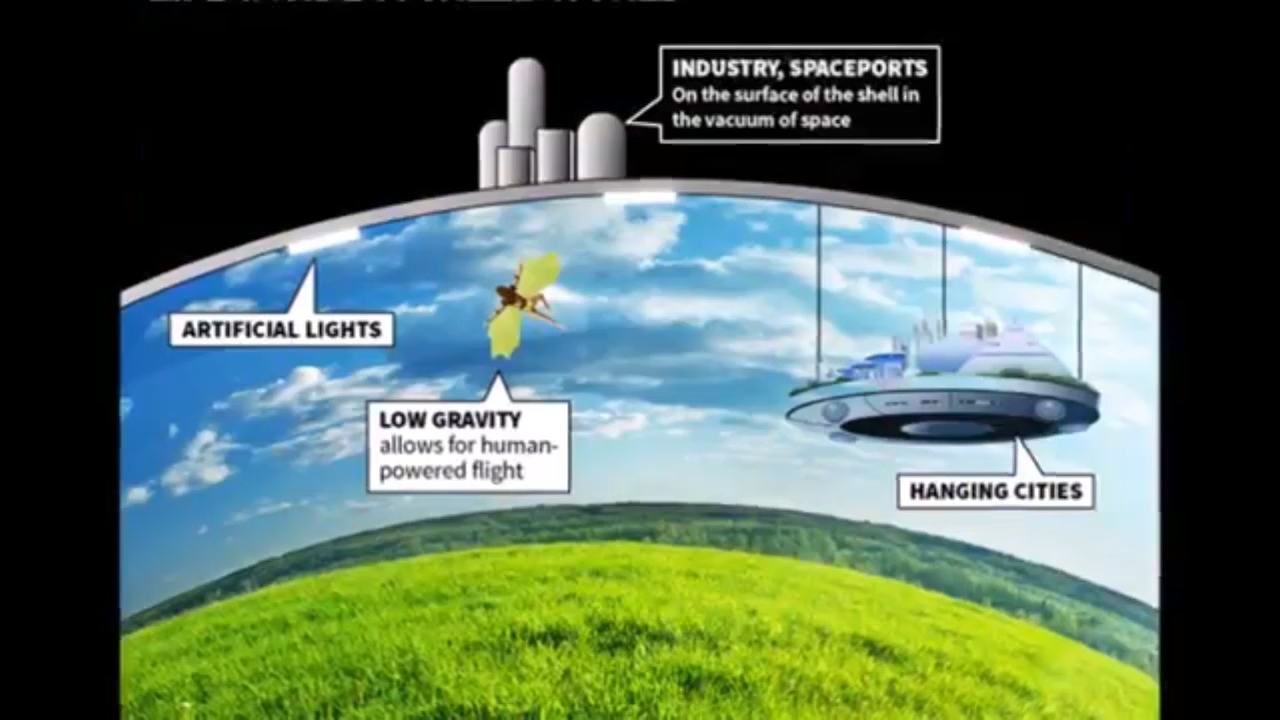 INDUSTRY, SPACEPORTS
On the surface of the shell in
the vacuum of space
ARTIFICIAL LIGHTS
LOW GRAVITY
allows for human-
powered flight
HANGING CITIES